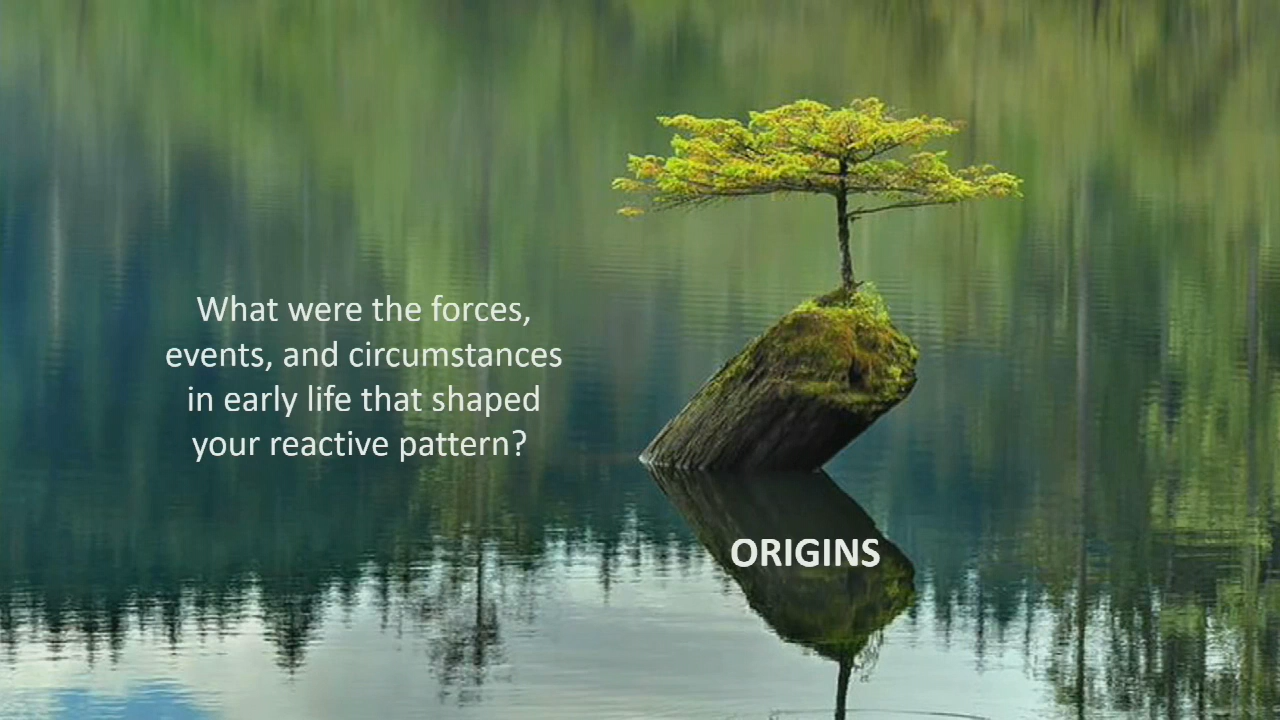 What were the forces,
events, and circumstances
in early life that shaped
your reactive pattern?
ORIGINS